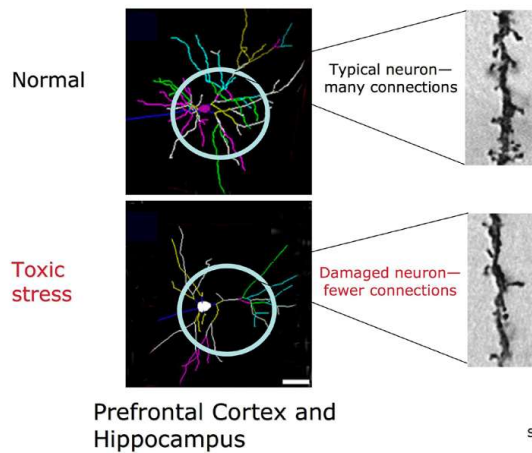 Normal
Typical neuron—
many connections
Toxic
stress
Damaged neuron—
fewer connections
Prefrontal Cortex and
Hippocampus
s